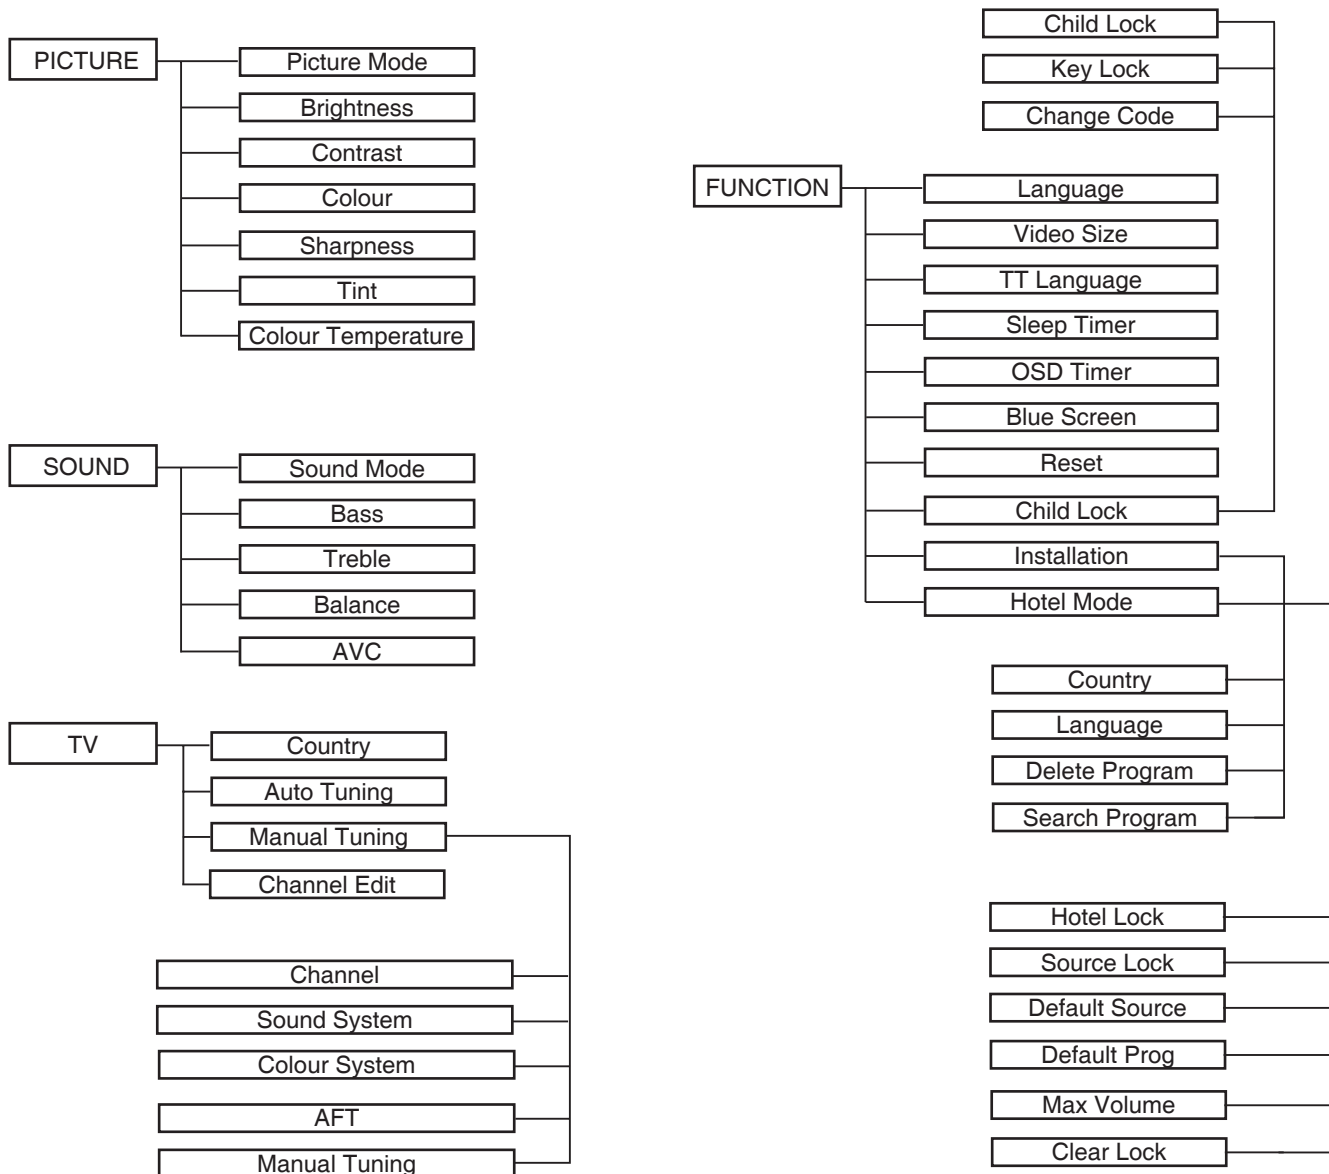 PICTURE
Picture Mode
Brightness
Contrast
Colour
Sharpness
Tint
Colour Temperature
SOUND
Sound Mode
Bass
Treble
Balance
AVC
TV
Country
Auto Tuning
Manual Tuning
Channel Edit
Channel
Sound System
Colour System
AFT
Manual Tuning
Child Lock
Key Lock
Change Code
FUNCTION
Language
Video Size
TT Language
Sleep Timer
OSD Timer
Blue Screen
Reset
Child Lock
Installation
Hotel Mode
Country
Language
Delete Program
Search Program
Hotel Lock
Source Lock
Default Source
Default Prog
Max Volume
Clear Lock